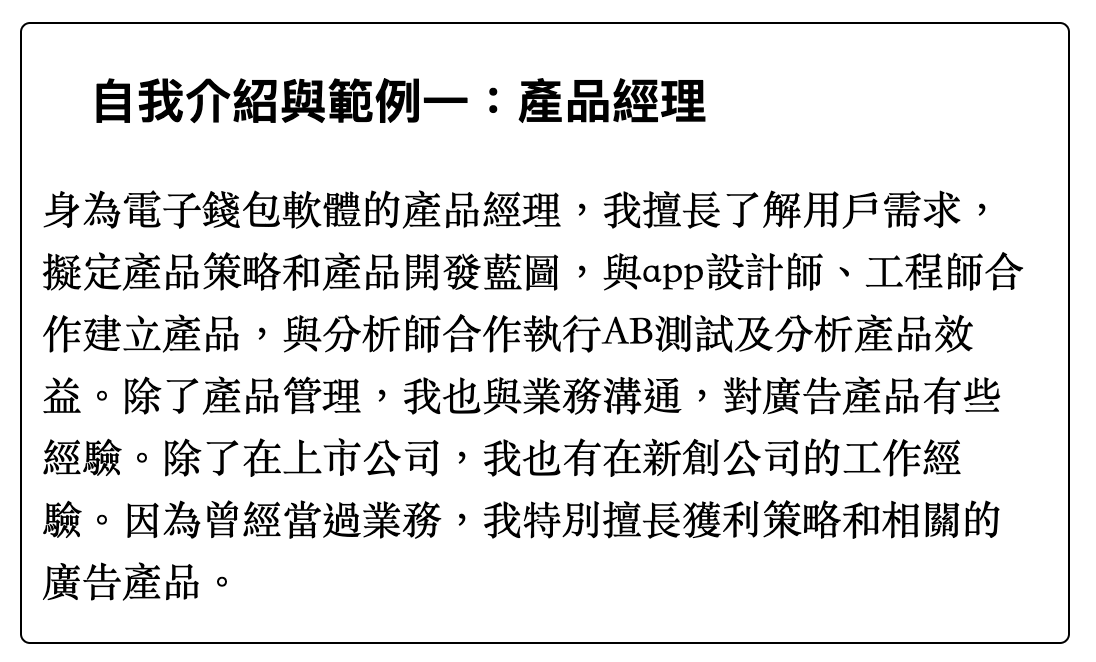 自我介紹與範例一：產品經理
身為電子錢包軟體的產品經理，我擅長了解用戶需求，
擬定產品策略和產品開發藍圖，與app設計師、工程師合
作建立產品，與分析師合作執行AB測試及分析產品效
益。除了產品管理，我也與業務溝通，對廣告產品有些
經驗。除了在上市公司，我也有在新創公司的工作經
驗。因為曾經當過業務，我特別擅長獲利策略和相關的
廣告產品。